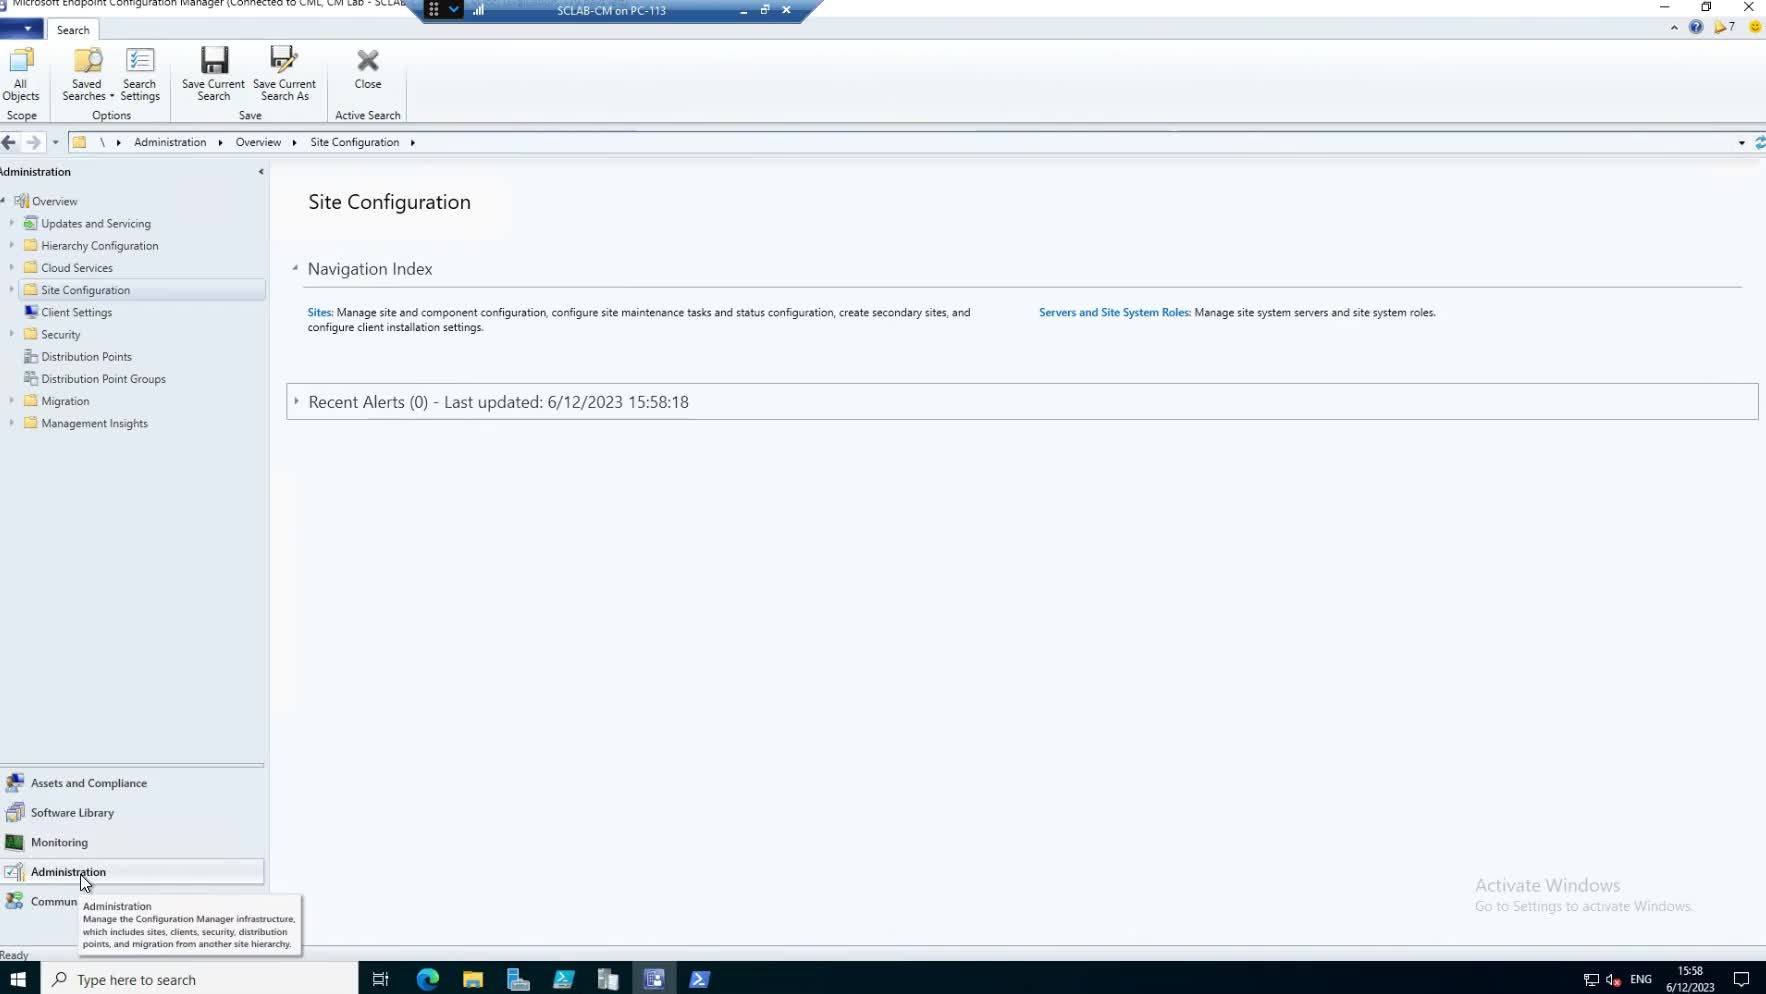 Microsoft Endpoint Configuration Manager (Connected to CML, CM Lab - SCLAB
SCLAB-CM on PC-113
Search
7
All Objects
Saved Searches
Search Settings
Save Current Search
Save Current Search As
Close
Scope
Options
Save
Active Search
\ Administration Overview Site Configuration
Administration
Overview
Updates and Servicing
Hierarchy Configuration
Cloud Services
Site Configuration
Client Settings
Security
Distribution Points
Distribution Point Groups
Migration
Management Insights
Site Configuration
Navigation Index
Sites: Manage site and component configuration, configure site maintenance tasks and status configuration, create secondary sites, and
configure client installation settings.
Servers and Site System Roles: Manage site system servers and site system roles.
Recent Alerts (0) - Last updated: 6/12/2023 15:58:18
Assets and Compliance
Software Library
Monitoring
Administration
Commun
Administration
Manage the Configuration Manager infrastructure,
which includes sites, clients, security, distribution
points, and migration from another site hierarchy.
Activate Windows
Go to Settings to activate Windows.
Ready
Type here to search
ENG
15:58
6/12/2023